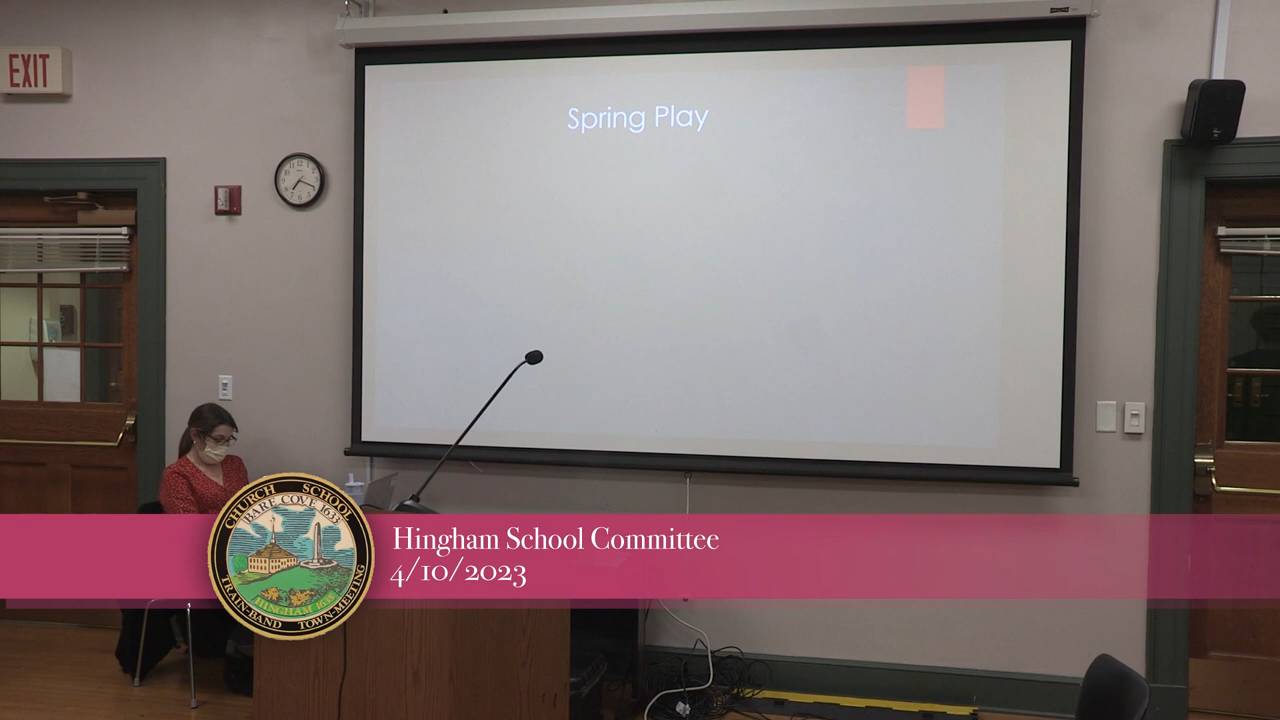 EXIT
Spring Play
CHURCH SCHOOL
BARE COVE 1633
HINGHAM 1635
TRAIN-BAND TOWN-MEETING
Hingham School Committee
4/10/2023